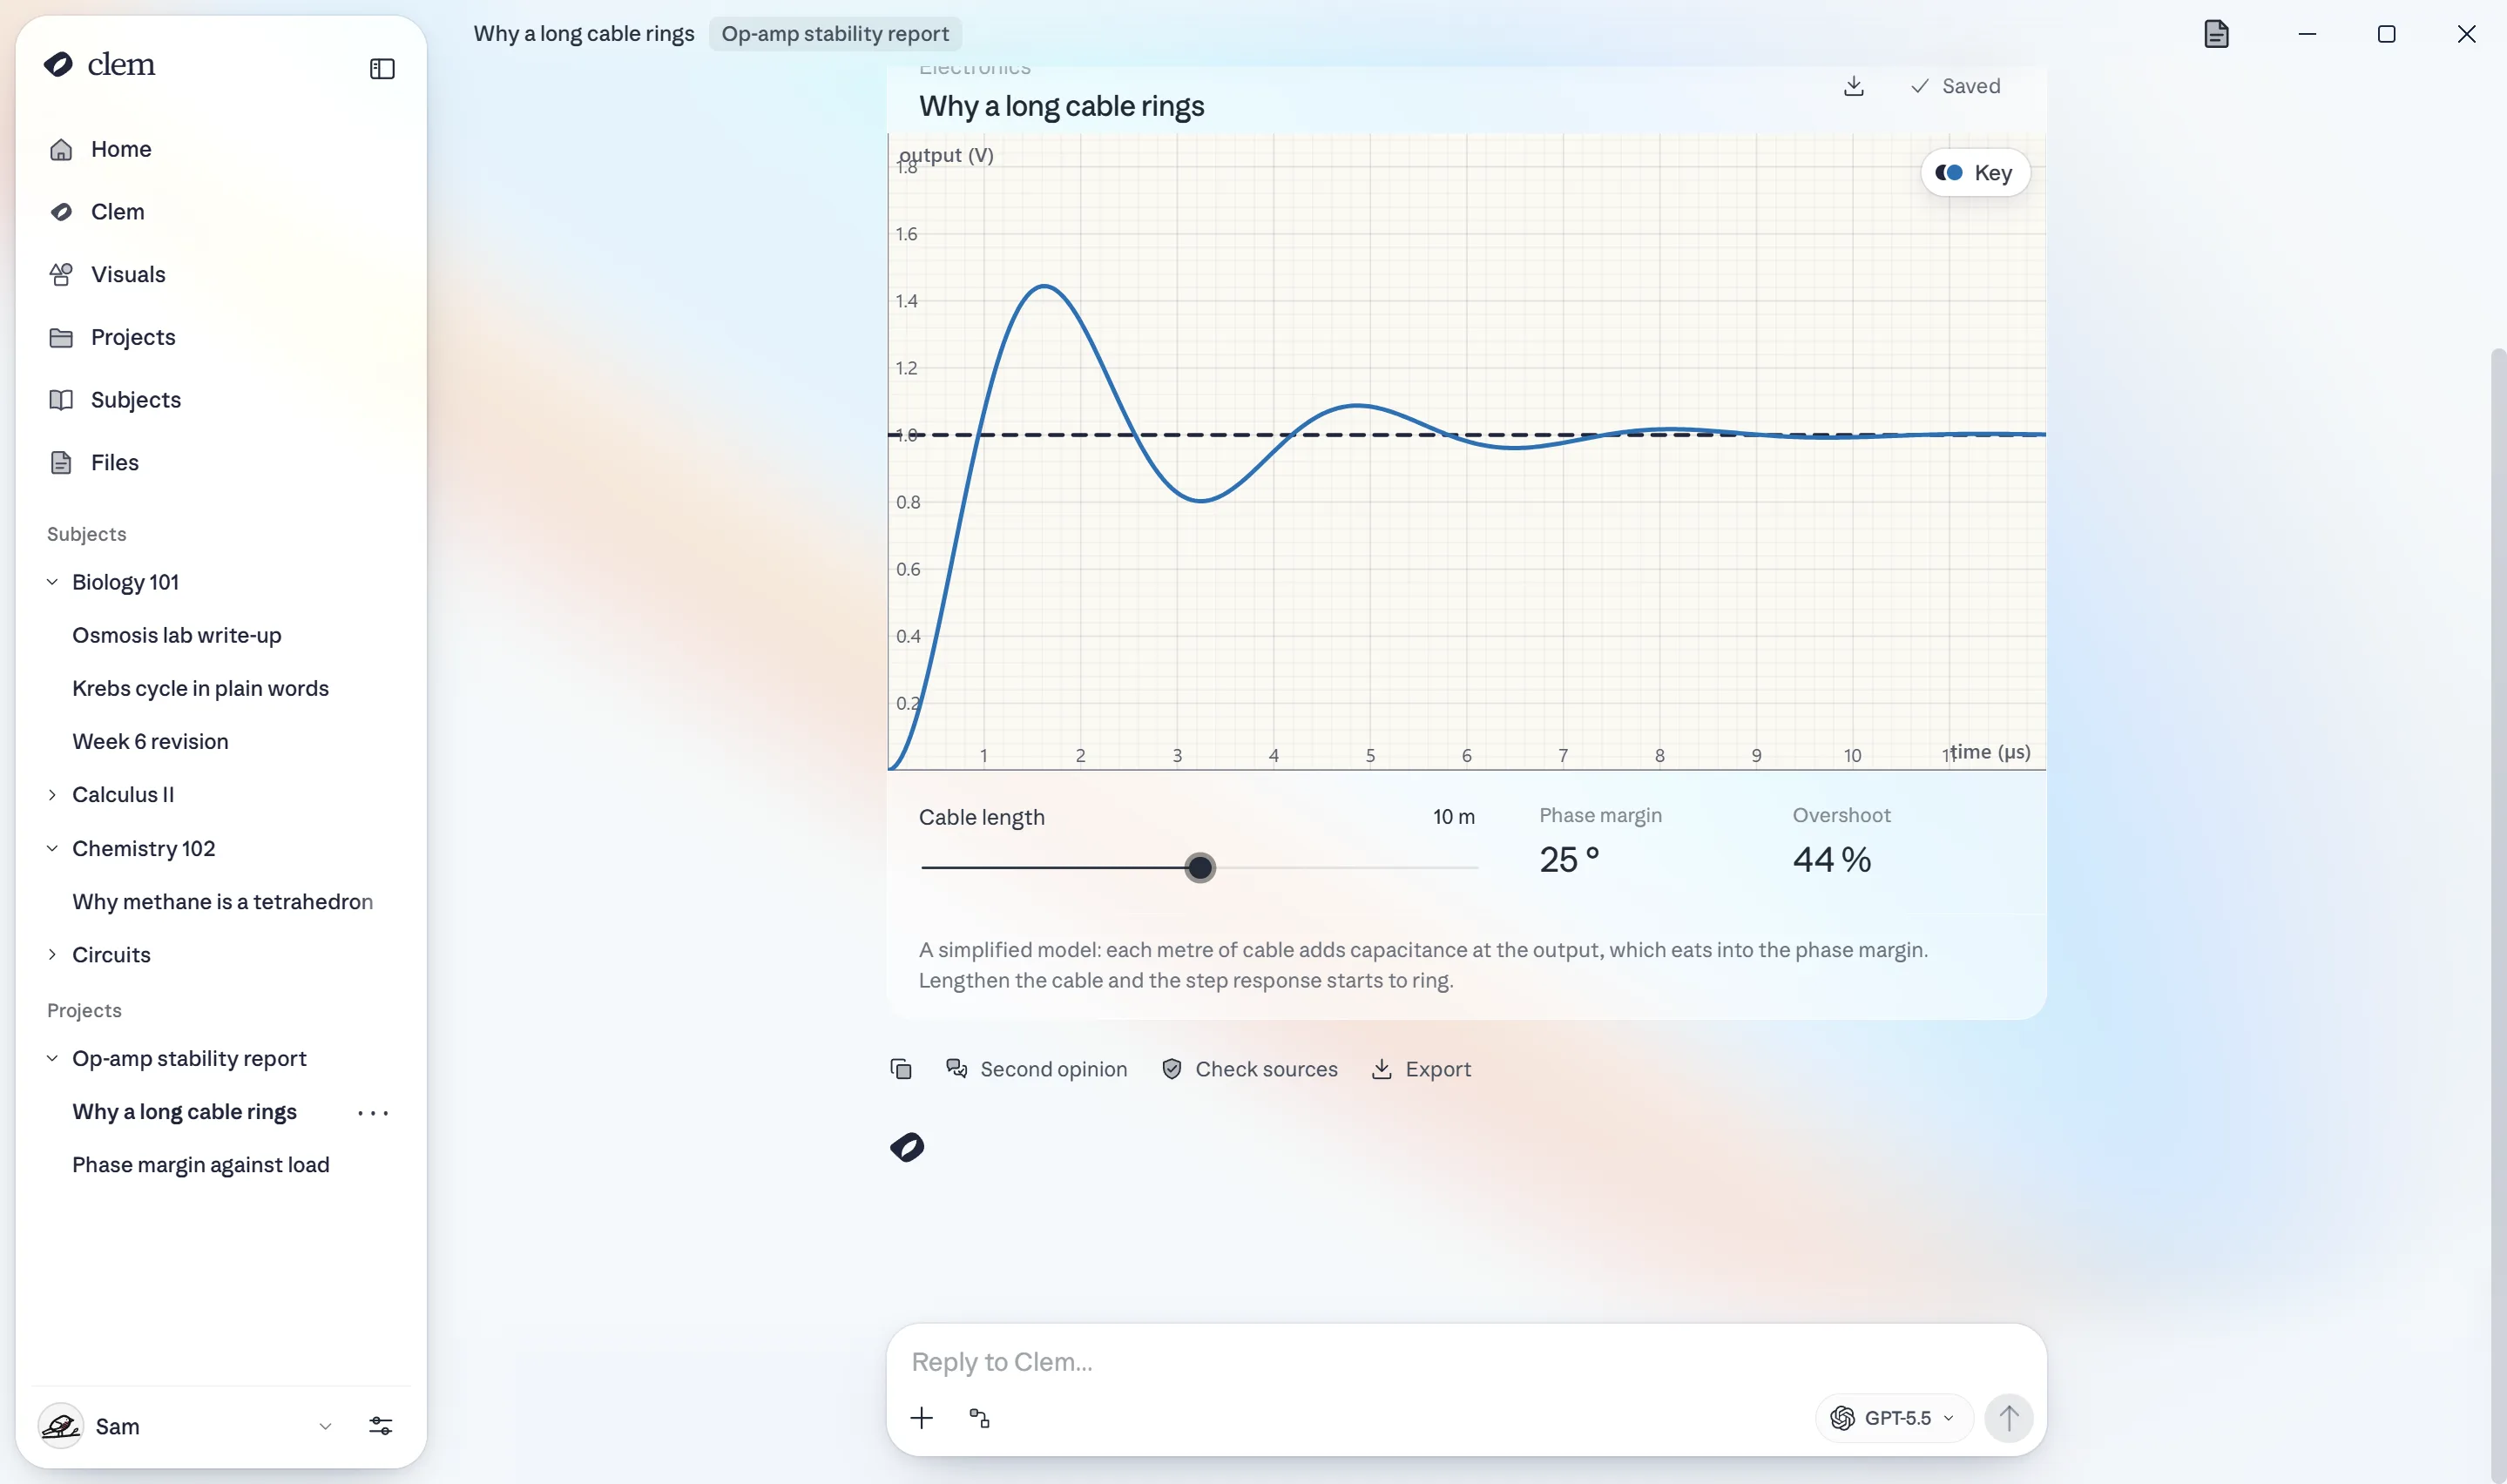 clem
Home
Clem
Visuals
Projects
Subjects
Files
Subjects
Biology 101
Osmosis lab write-up
Krebs cycle in plain words
Week 6 revision
Calculus II
Chemistry 102
Why methane is a tetrahedron
Circuits
Projects
Op-amp stability report
Why a long cable rings
Phase margin against load
Sam
Why a long cable rings
Op-amp stability report
Electronics
Why a long cable rings
Saved
output (V)
Key
1.8
1.6
1.4
1.2
1.0
0.8
0.6
0.4
0.2
1 2 3 4 5 6 7 8 9 10 11
time (μs)
Cable length
10 m
Phase margin
25 °
Overshoot
44 %
A simplified model: each metre of cable adds capacitance at the output, which eats into the phase margin.
Lengthen the cable and the step response starts to ring.
Second opinion
Check sources
Export
Reply to Clem...
GPT-5.5